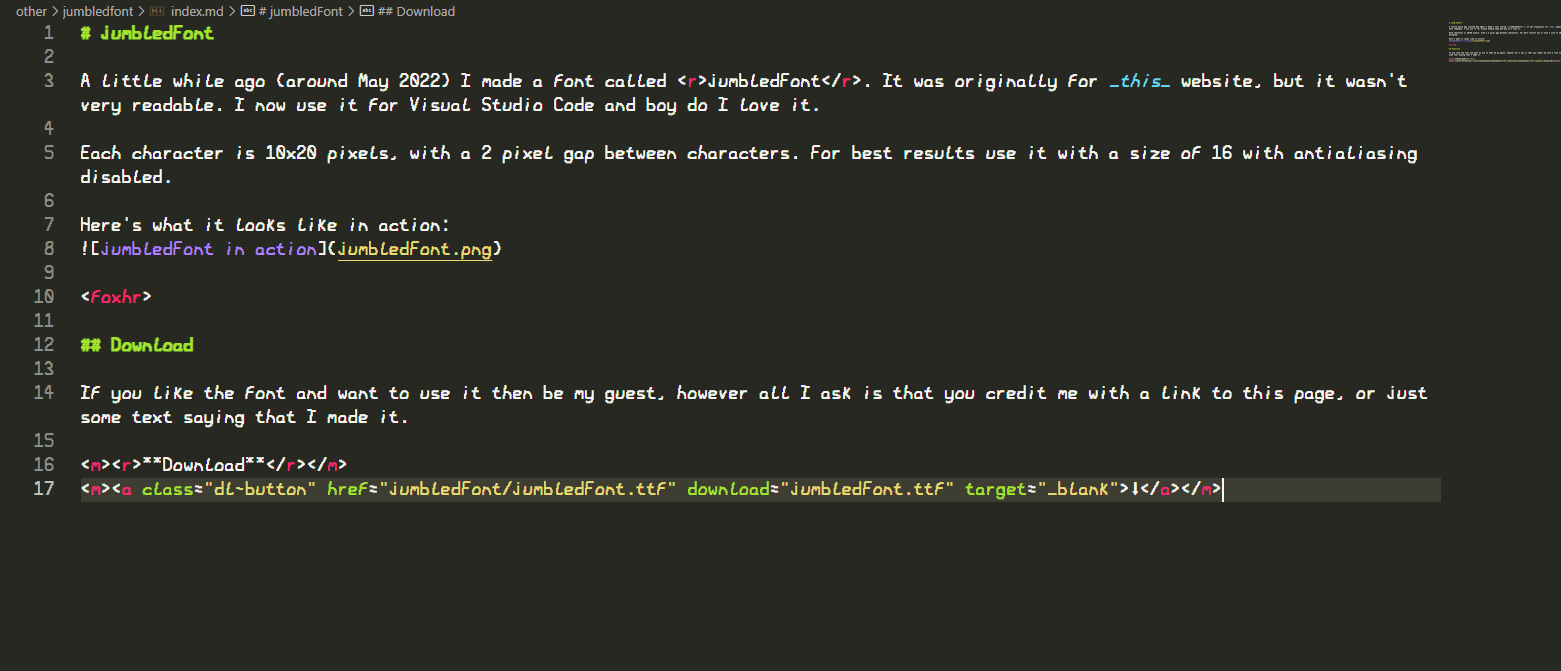 other > jumbledfont > index.md > # jumbledFont > ## Download
1 # jumbledFont
2
3 A little while ago (around May 2022) I made a font called <r>jumbledFont</r>. It was originally for _this_ website, but it wasn't
very readable. I now use it for Visual Studio Code and boy do I love it.
4
5 Each character is 10x20 pixels, with a 2 pixel gap between characters. For best results use it with a size of 16 with antialiasing
disabled.
6
7 Here's what it looks like in action:
8 ![jumbledFont in action](jumbledFont.png)
9
10 <foxhr>
11
12 ## Download
13
14 If you like the font and want to use it then be my guest, however all I ask is that you credit me with a link to this page, or just
some text saying that I made it.
15
16 <m><r>**Download**</r></m>
17 <m><a class="dl-button" href="jumbledFont/jumbledFont.ttf" download="jumbledFont.ttf" target="_blank">↓</a></m>